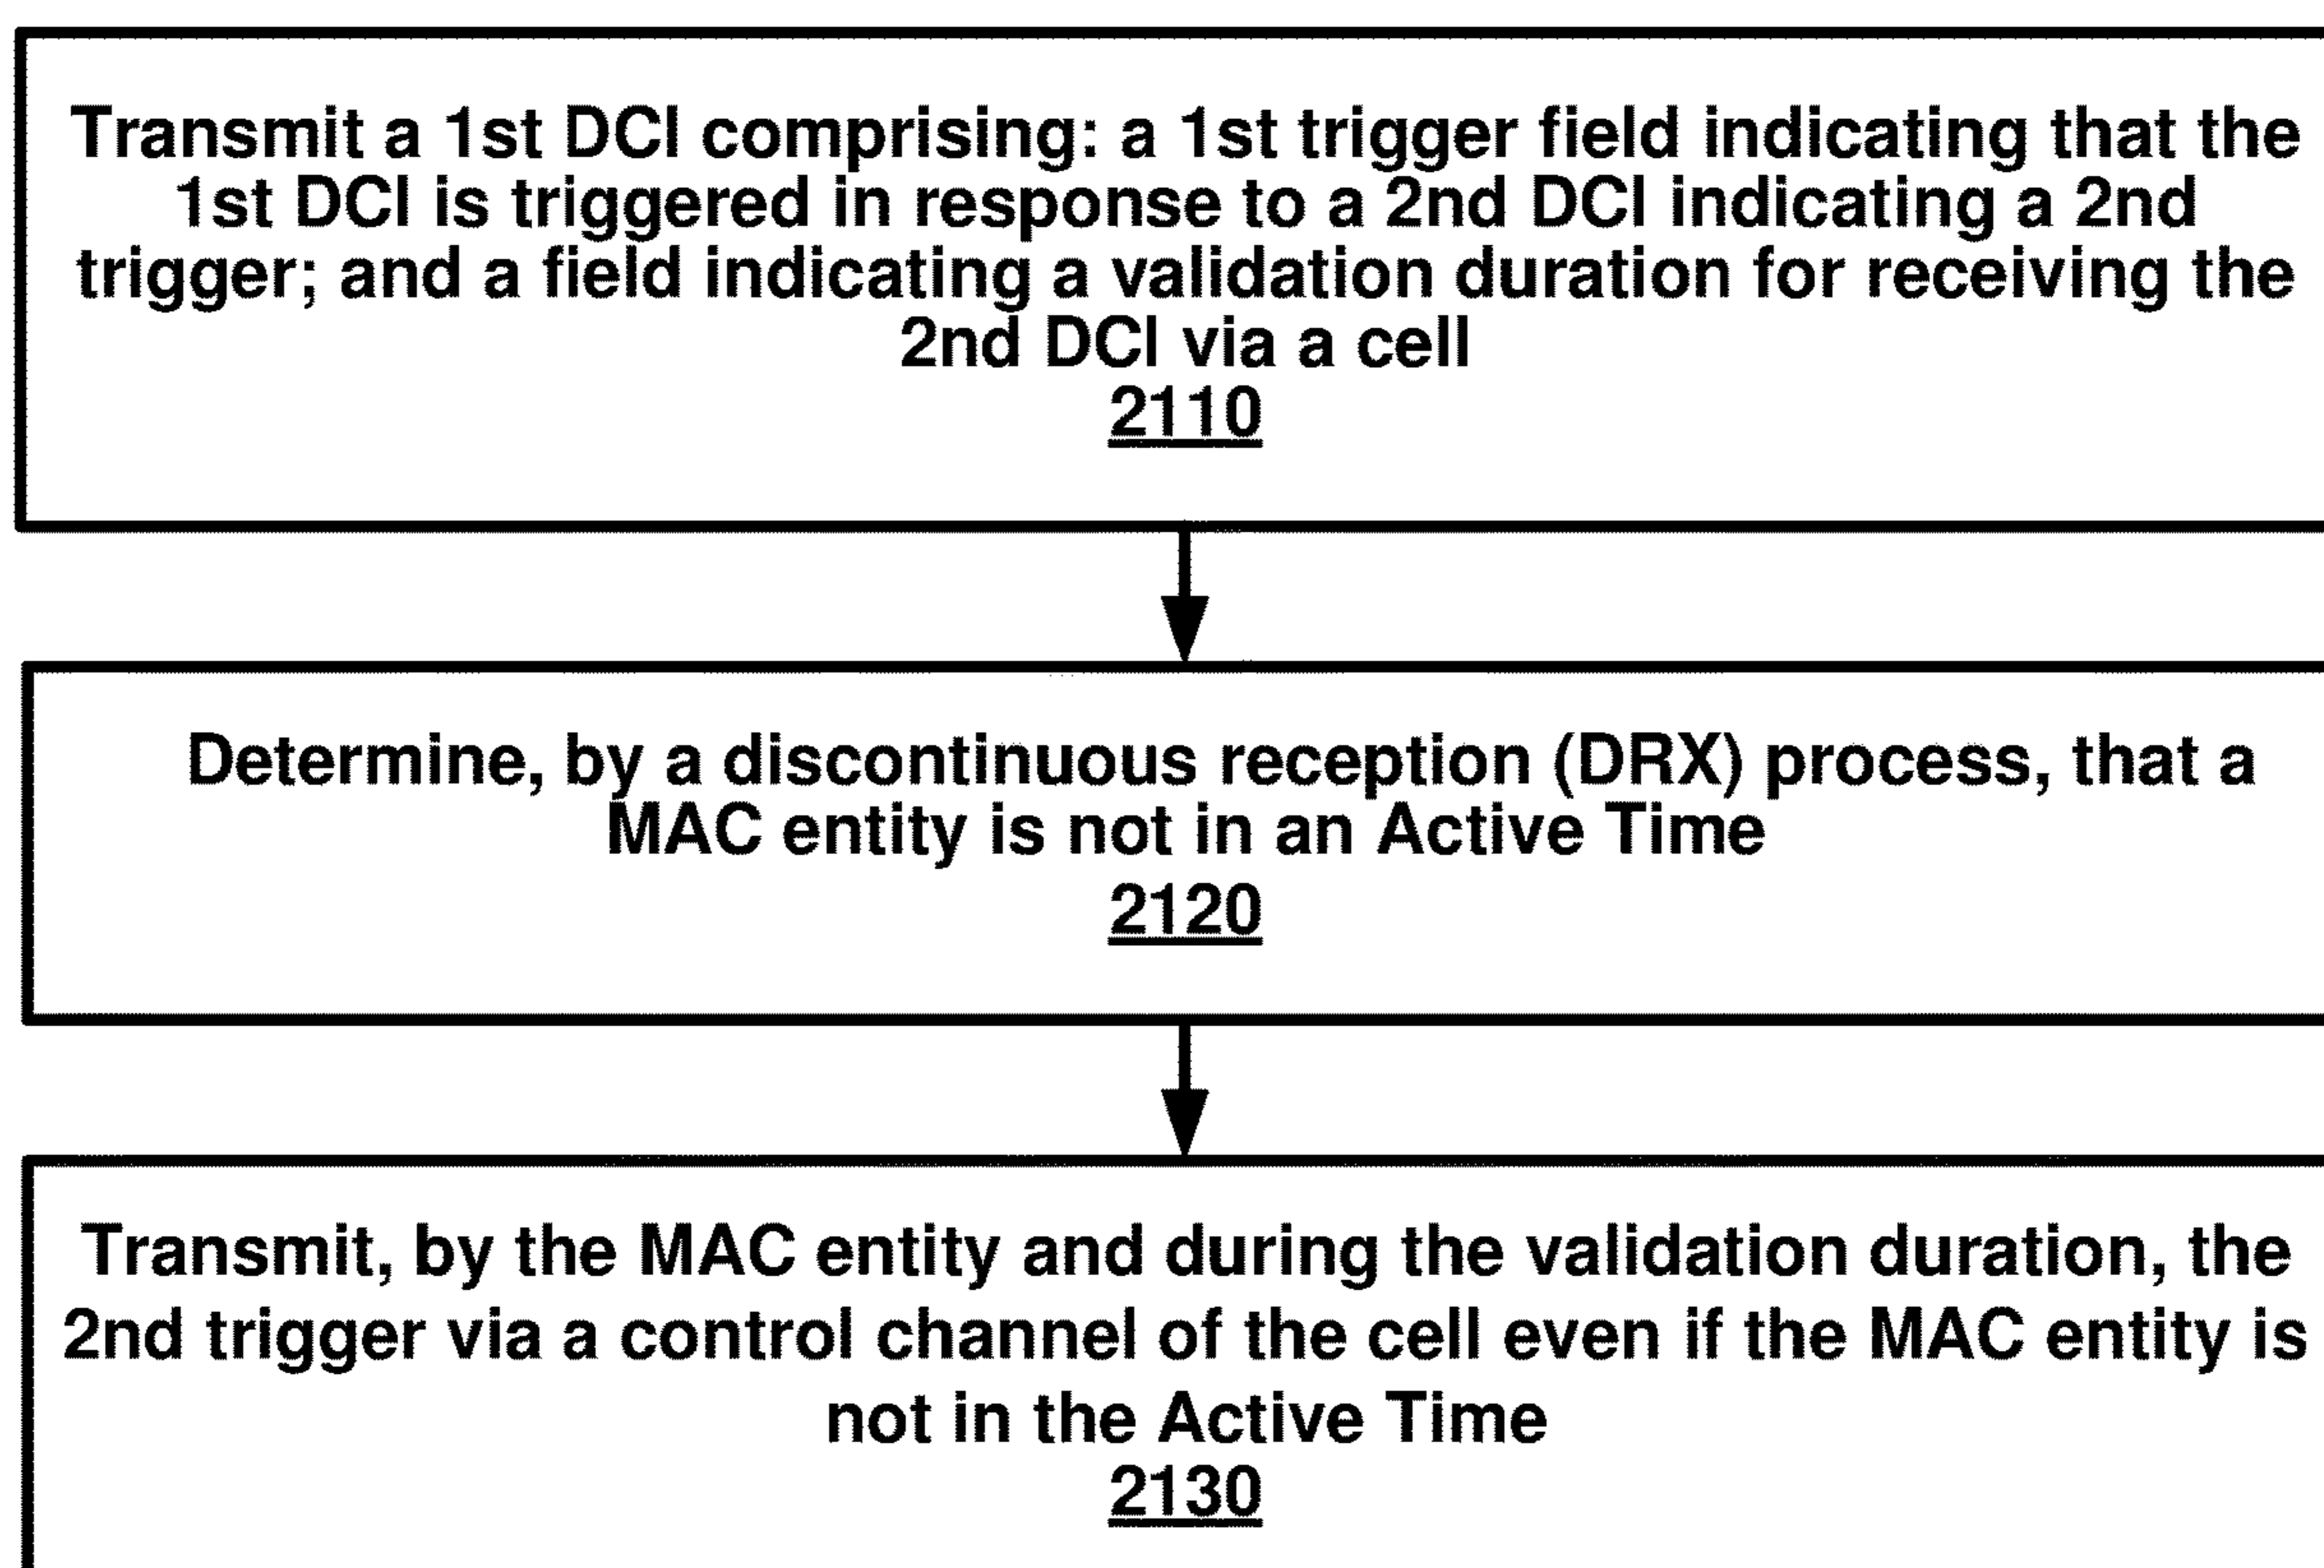 Transmit a 1st DCI comprising: a 1st trigger field indicating that the
1st DCI is triggered in response to a 2nd DCI indicating a 2nd
trigger; and a field indicating a validation duration for receiving the
2nd DCI via a cell
2110
Determine, by a discontinuous reception (DRX) process, that a
MAC entity is not in an Active Time
2120
Transmit, by the MAC entity and during the validation duration, the
2nd trigger via a control channel of the cell even if the MAC entity is
not in the Active Time
2130